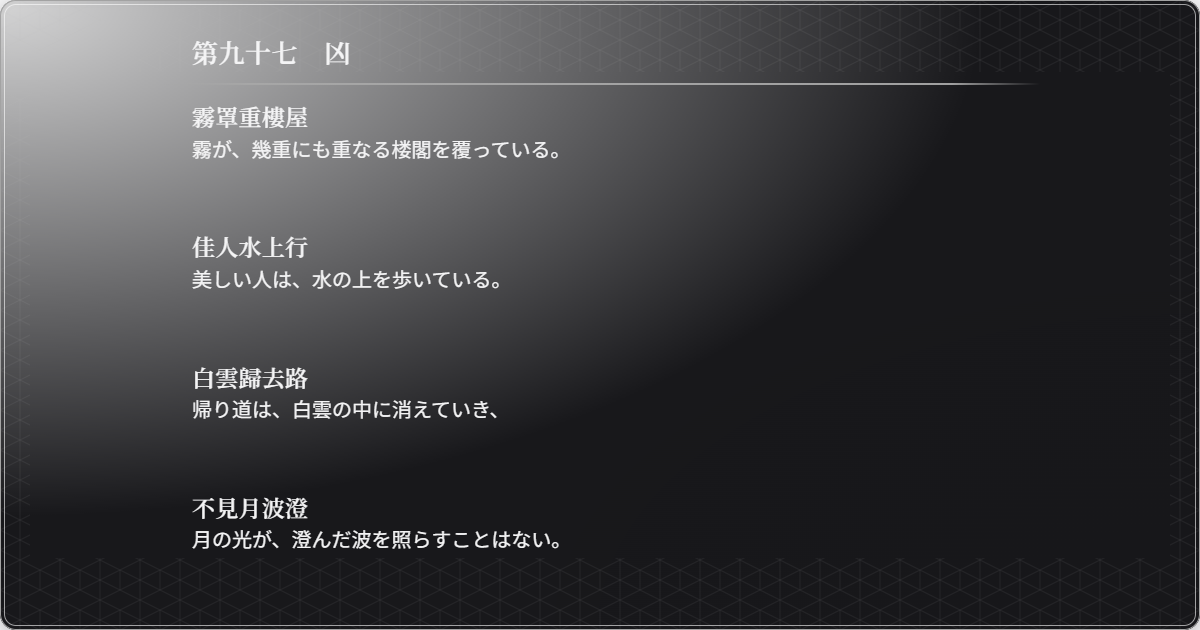 第九十七　凶
霧罩重樓屋
霧が、幾重にも重なる楼閣を覆っている。
佳人水上行
美しい人は、水の上を歩いている。
白雲歸去路
帰り道は、白雲の中に消えていき、
不見月波澄
月の光が、澄んだ波を照らすことはない。